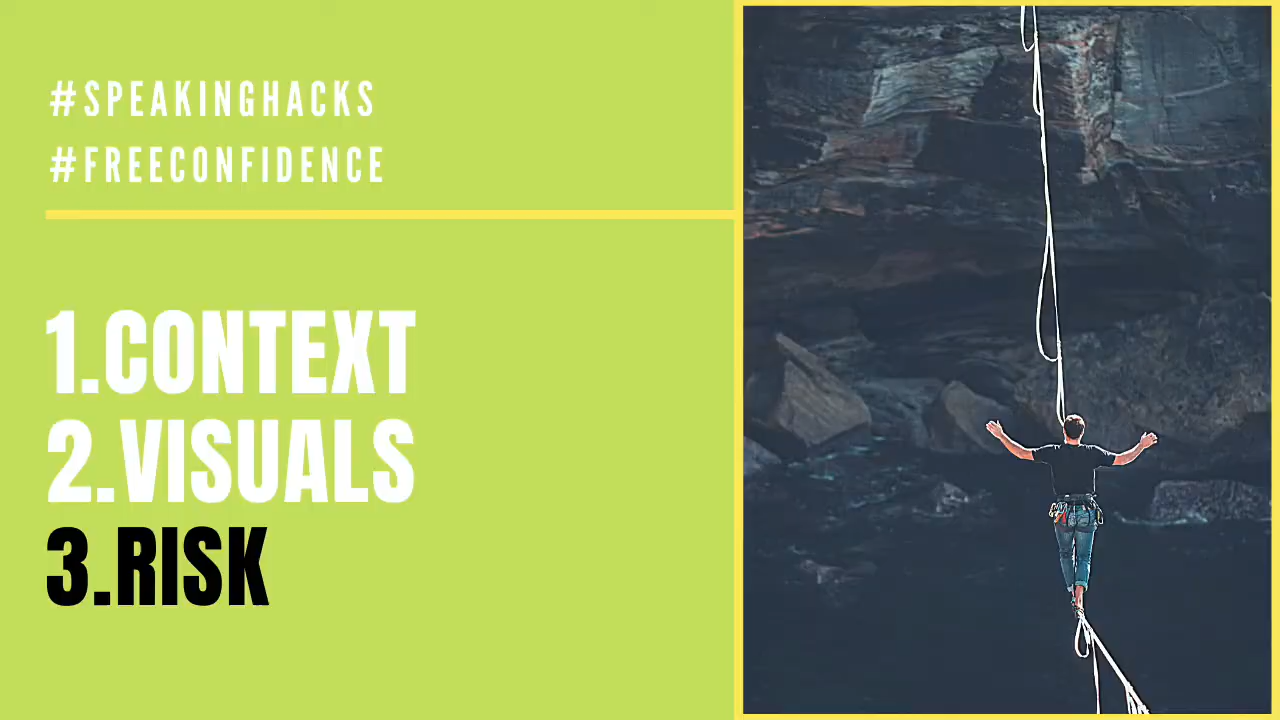 #SPEAKINGHACKS
#FREECONFIDENCE
1.CONTEXT
2.VISUALS
3.RISK